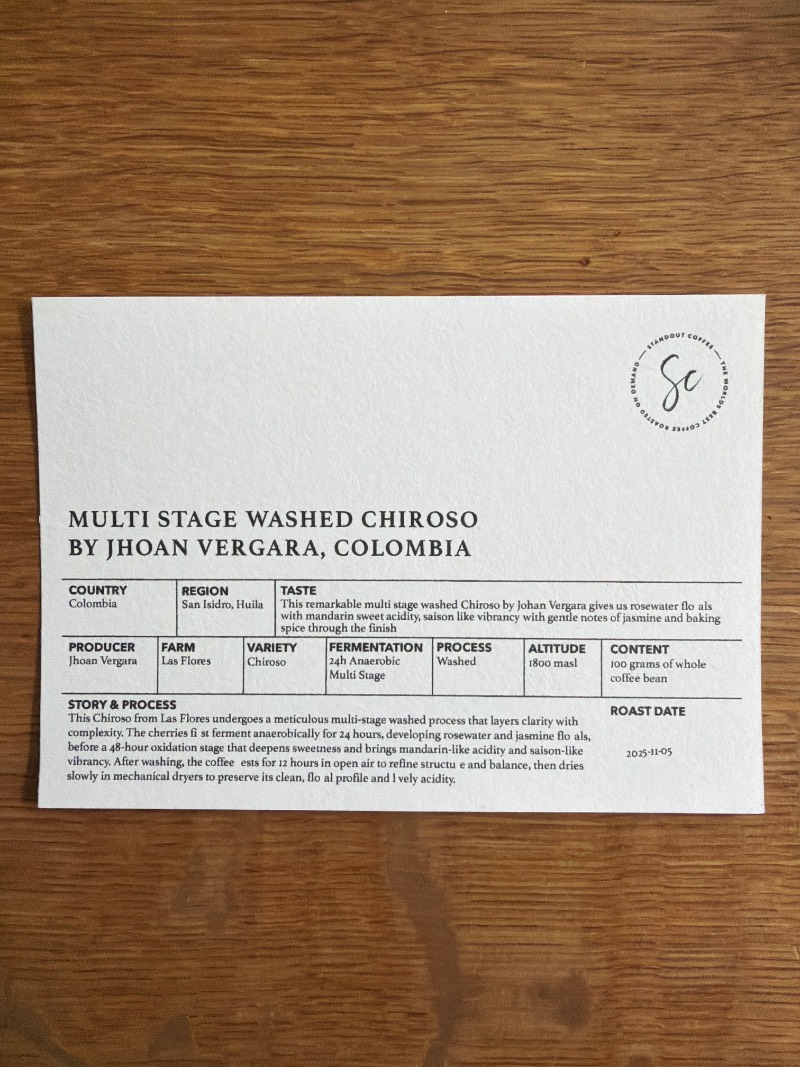 STANDOUT COFFEE — THE WORLDS BEST COFFEE ROASTED ON DEMAND —
Sc
MULTI STAGE WASHED CHIROSO
BY JHOAN VERGARA, COLOMBIA
COUNTRY
Colombia
REGION
San Isidro, Huila
TASTE
This remarkable multi stage washed Chiroso by Johan Vergara gives us rosewater flo als
with mandarin sweet acidity, saison like vibrancy with gentle notes of jasmine and baking
spice through the finish
PRODUCER
Jhoan Vergara
FARM
Las Flores
VARIETY
Chiroso
FERMENTATION
24h Anaerobic
Multi Stage
PROCESS
Washed
ALTITUDE
1800 masl
CONTENT
100 grams of whole
coffee bean
STORY & PROCESS
This Chiroso from Las Flores undergoes a meticulous multi-stage washed process that layers clarity with
complexity. The cherries fi st ferment anaerobically for 24 hours, developing rosewater and jasmine flo als,
before a 48-hour oxidation stage that deepens sweetness and brings mandarin-like acidity and saison-like
vibrancy. After washing, the coffee  ests for 12 hours in open air to refine structu e and balance, then dries
slowly in mechanical dryers to preserve its clean, flo al profile and l vely acidity.
ROAST DATE
2025-11-05